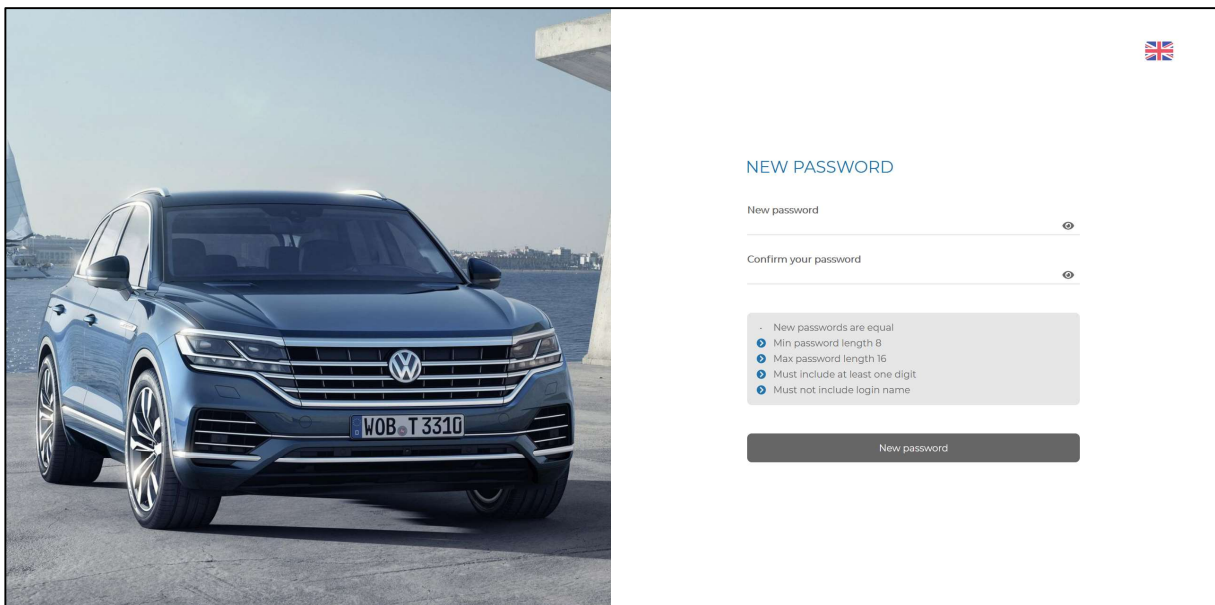 NEW PASSWORD
New password
Confirm your password
- New passwords are equal
Min password length 8
Max password length 16
Must include at least one digit
Must not include login name
New password
WOB T 3310